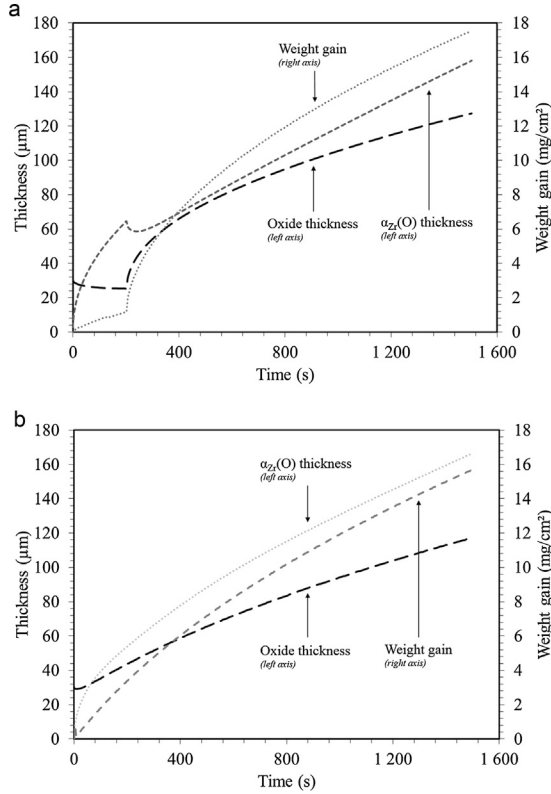 a
180
160
140
120
100
80
60
40
20
0
18
16
14
12
10
8
6
4
2
0
0
400
800
1 200
1 600
Thickness (µm)
Weight gain (mg/cm²)
Time (s)
Weight gain
(right axis)
Oxide thickness
(left axis)
αZr(O) thickness
(left axis)
b
180
160
140
120
100
80
60
40
20
0
18
16
14
12
10
8
6
4
2
0
0
400
800
1 200
1 600
Thickness (µm)
Weight gain (mg/cm²)
Time (s)
αZr(O) thickness
(left axis)
Oxide thickness
(left axis)
Weight gain
(right axis)